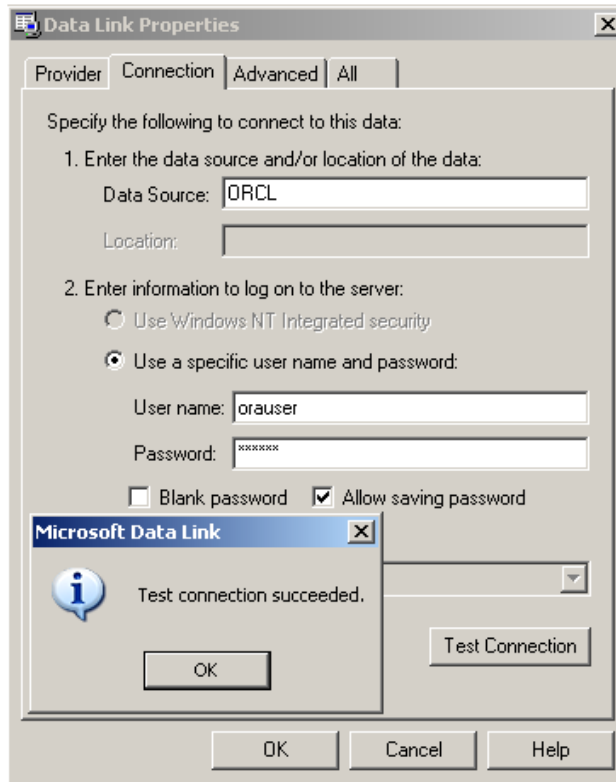 Data Link Properties
Provider Connection Advanced All
Specify the following to connect to this data:
1. Enter the data source and/or location of the data:
Data Source: ORCL
Location:
2. Enter information to log on to the server:
Use Windows NT Integrated security
Use a specific user name and password:
User name: orauser
Password: ******
Blank password Allow saving password
Microsoft Data Link
Test connection succeeded.
OK
Test Connection
OK Cancel Help